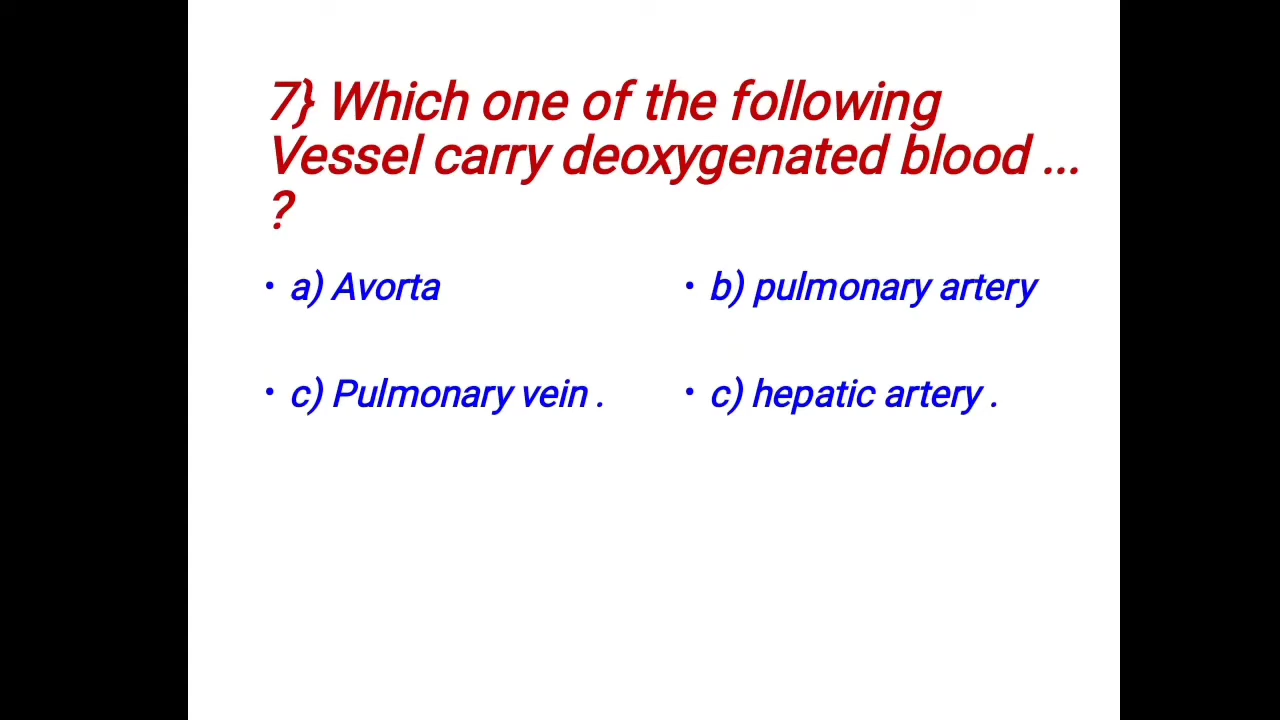 7} Which one of the following
Vessel carry deoxygenated blood ...
?
• a) Avorta
• b) pulmonary artery
• c) Pulmonary vein .
• c) hepatic artery .